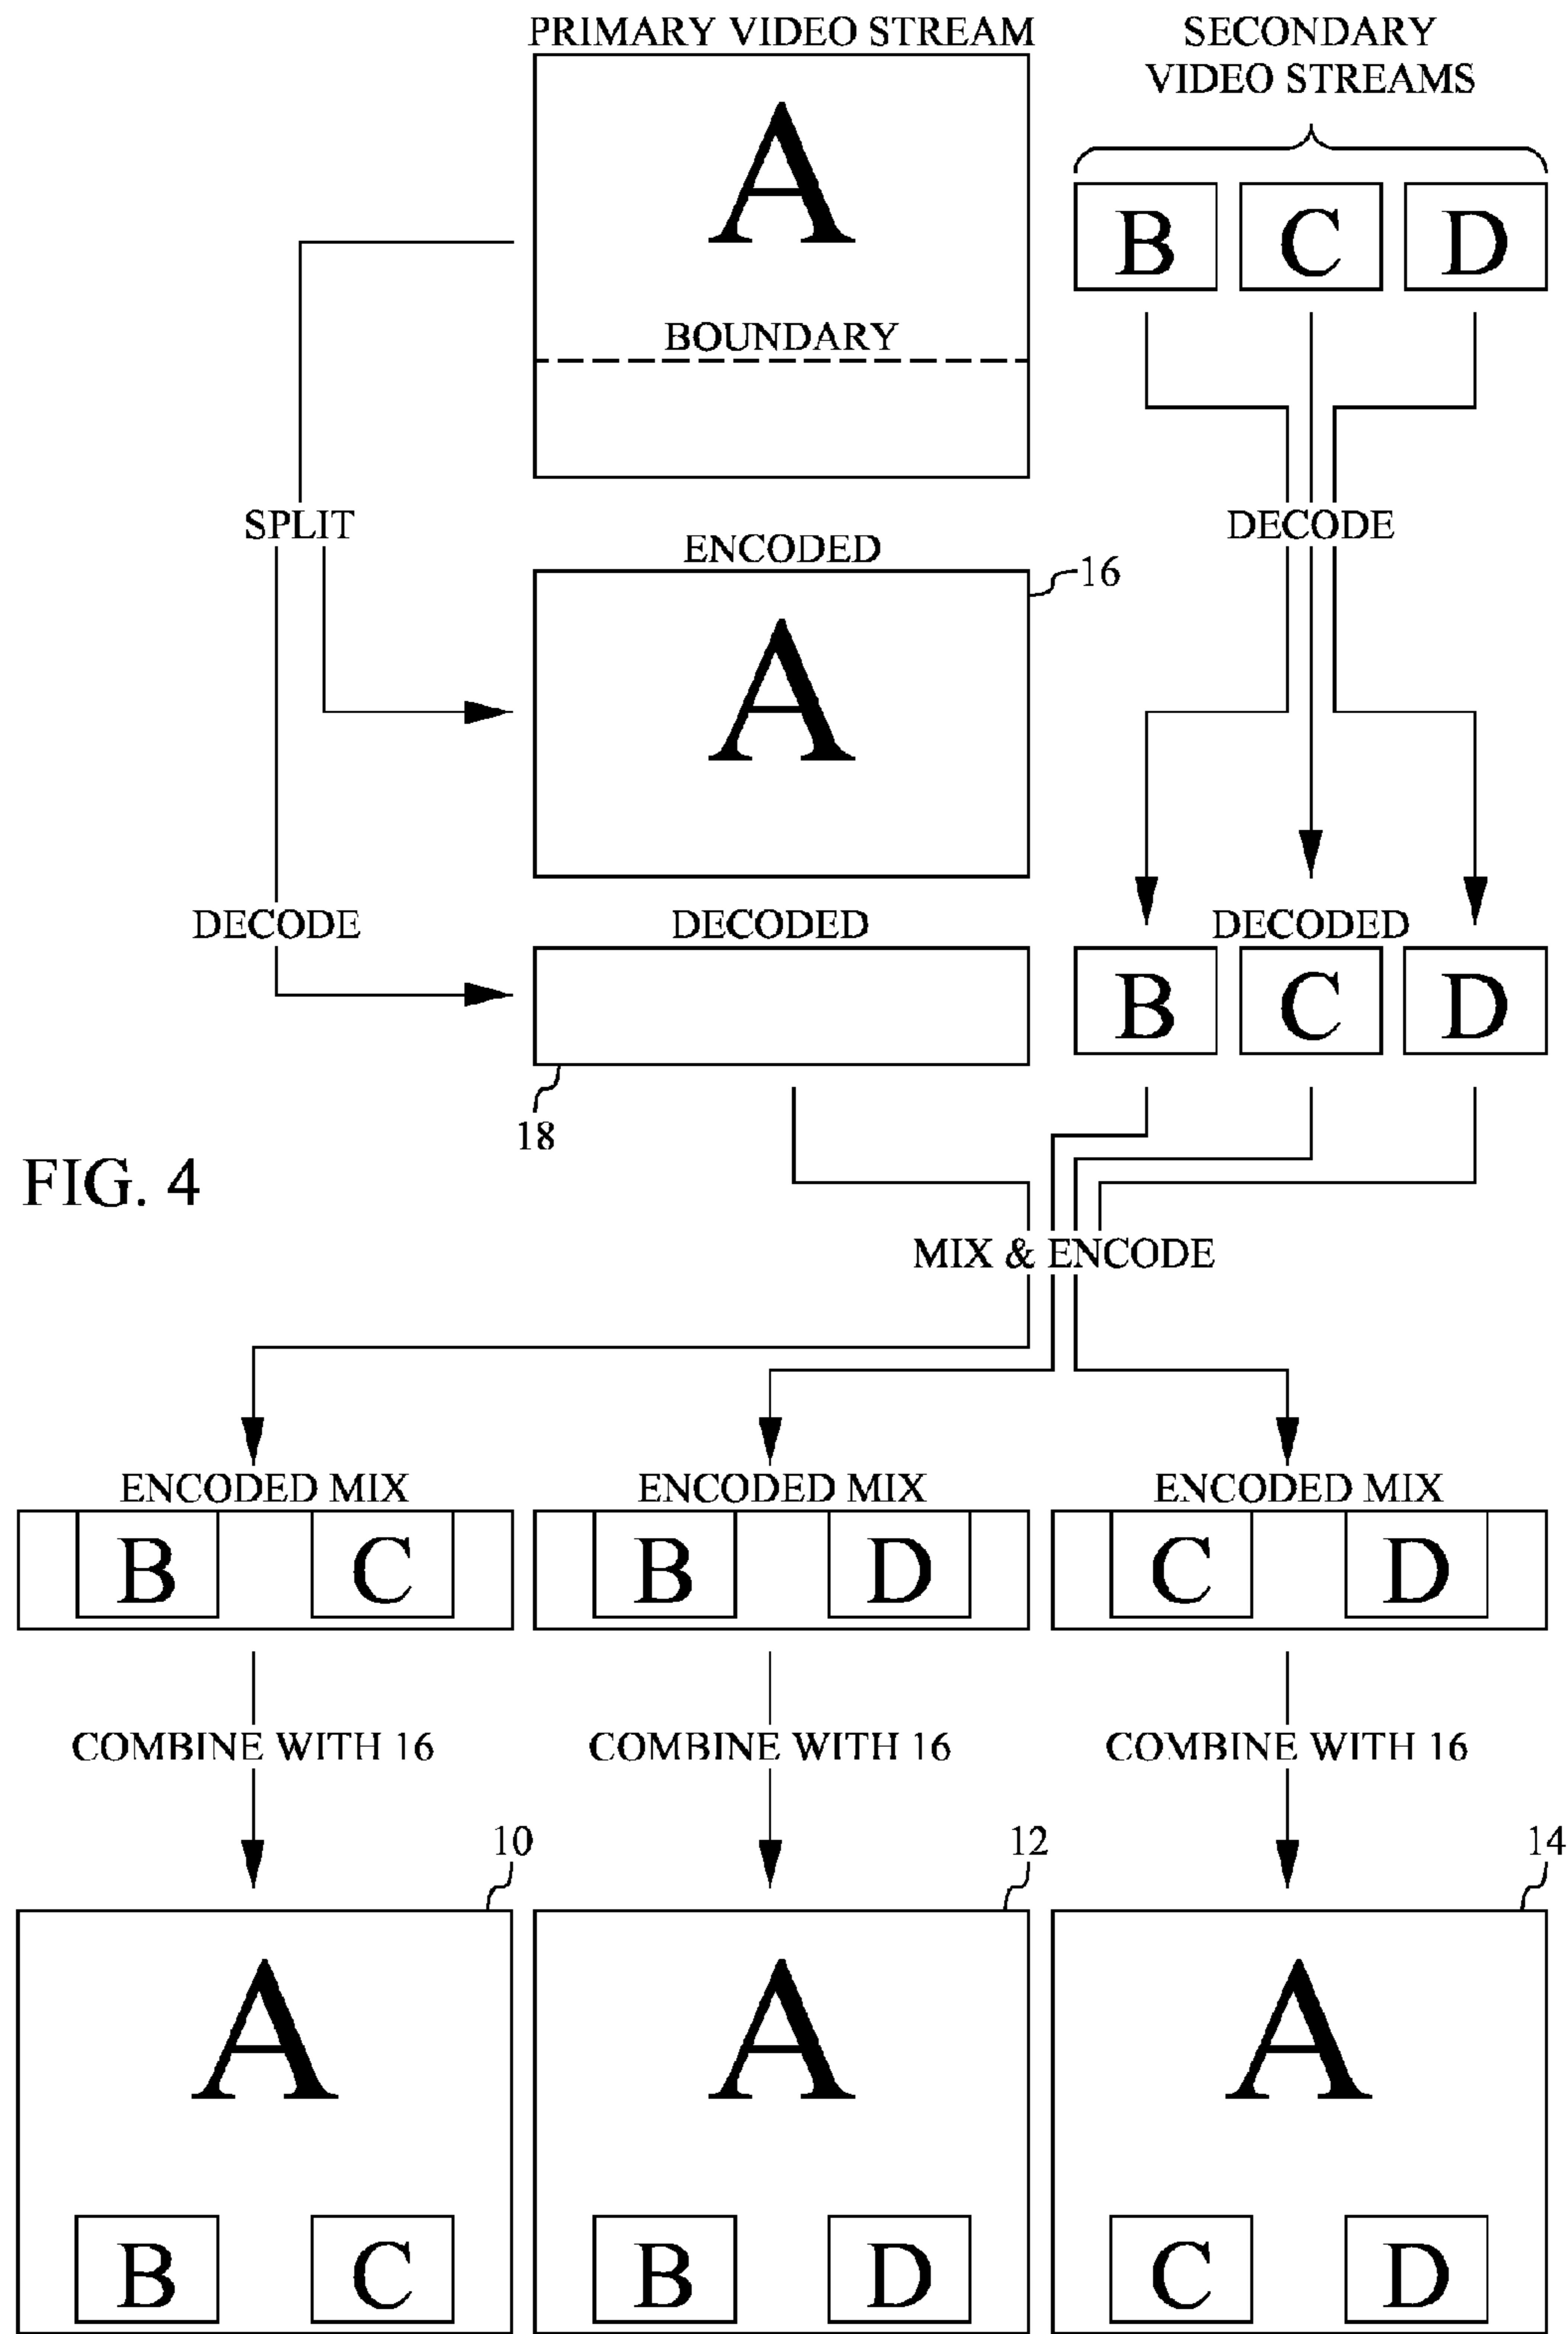 PRIMARY VIDEO STREAM
SECONDARY
VIDEO STREAMS
A
B C D
BOUNDARY
SPLIT
DECODE
ENCODED
16
A
DECODE
DECODED
DECODED
B C D
18
FIG. 4
MIX & ENCODE
ENCODED MIX
ENCODED MIX
ENCODED MIX
B C
B D
C D
COMBINE WITH 16
COMBINE WITH 16
COMBINE WITH 16
10
12
14
A
A
A
B C
B D
C D